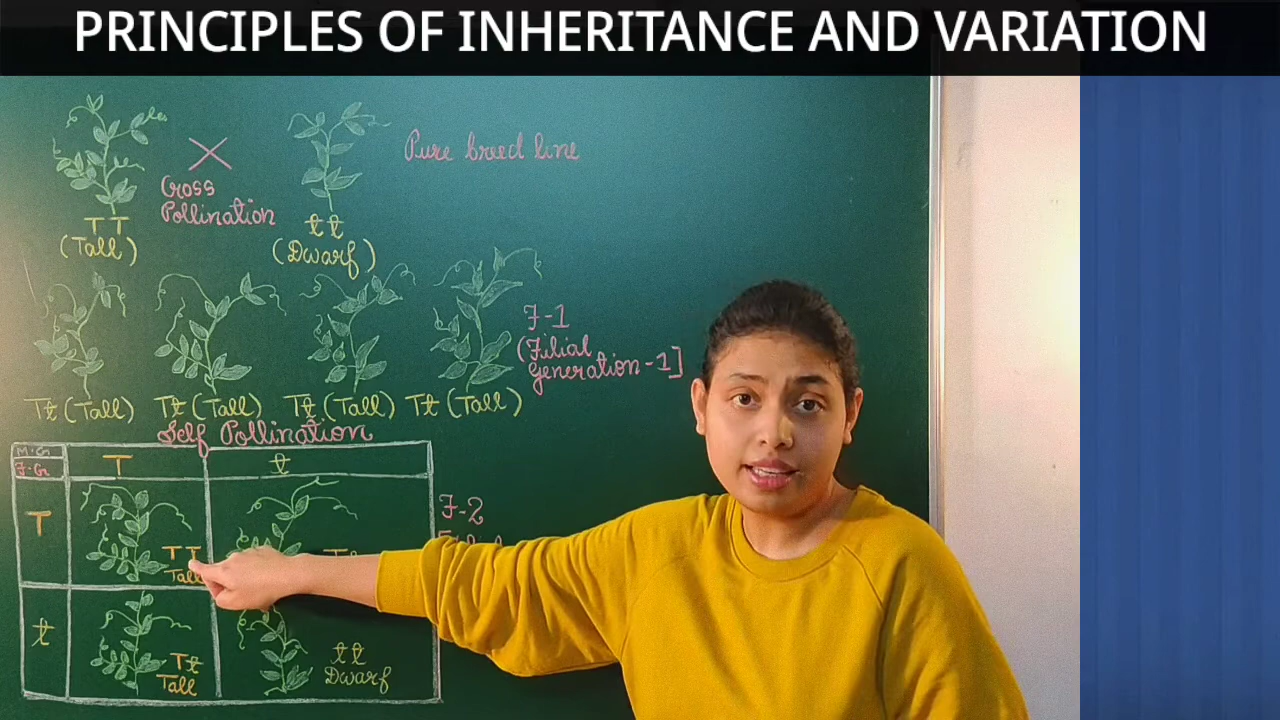 PRINCIPLES OF INHERITANCE AND VARIATION
Pure breed line
Cross
Pollination
TT
(Tall)
tt
(Dwarf)
F-1
(Filial
Generation-1]
Tt (Tall) Tt (Tall) Tt (Tall) Tt (Tall)
Self Pollination
M.G
F.G
T
t
T
TT
Tall
F-2
t
Tt
Tall
tt
Dwarf